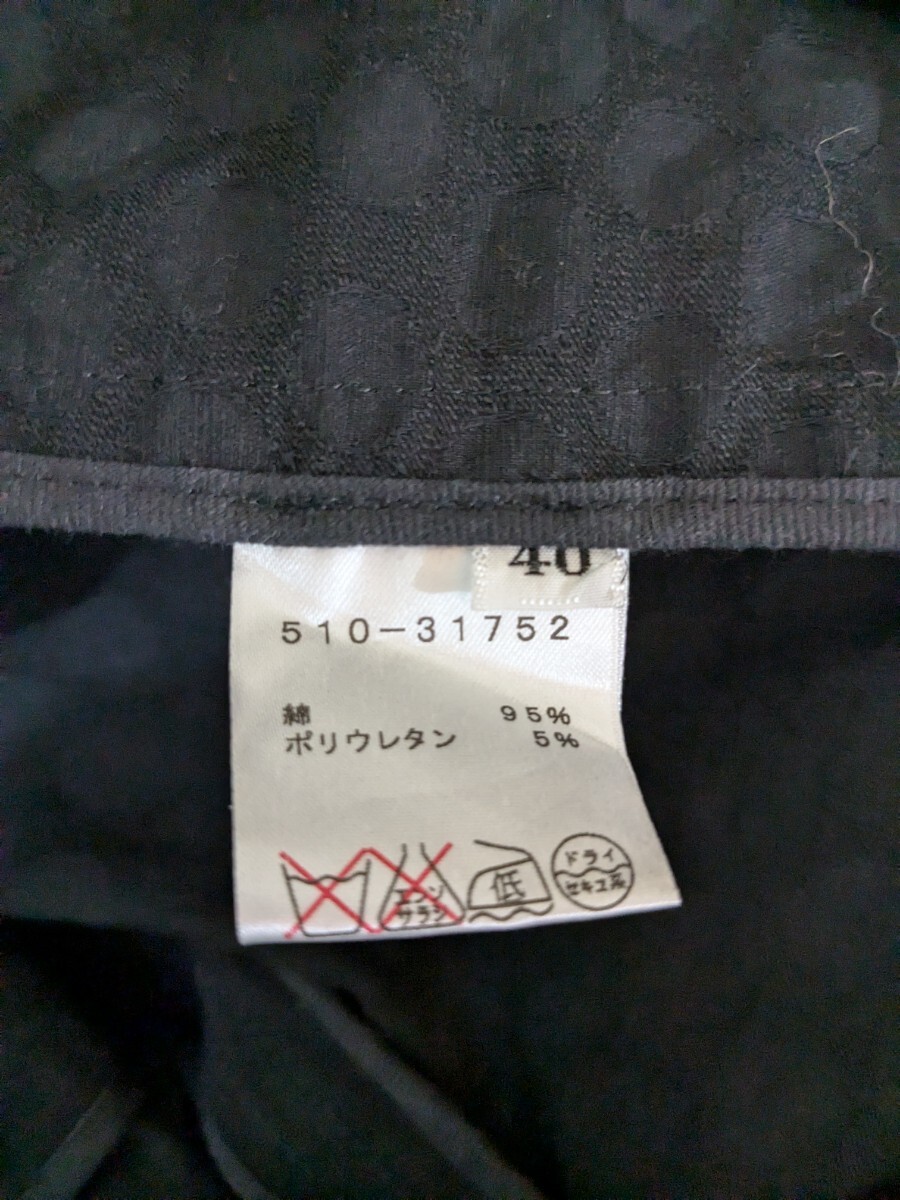 40
510-31752
綿 95%
ポリウレタン 5%
エンソ
サラシ
低
ドライ
セキユ系